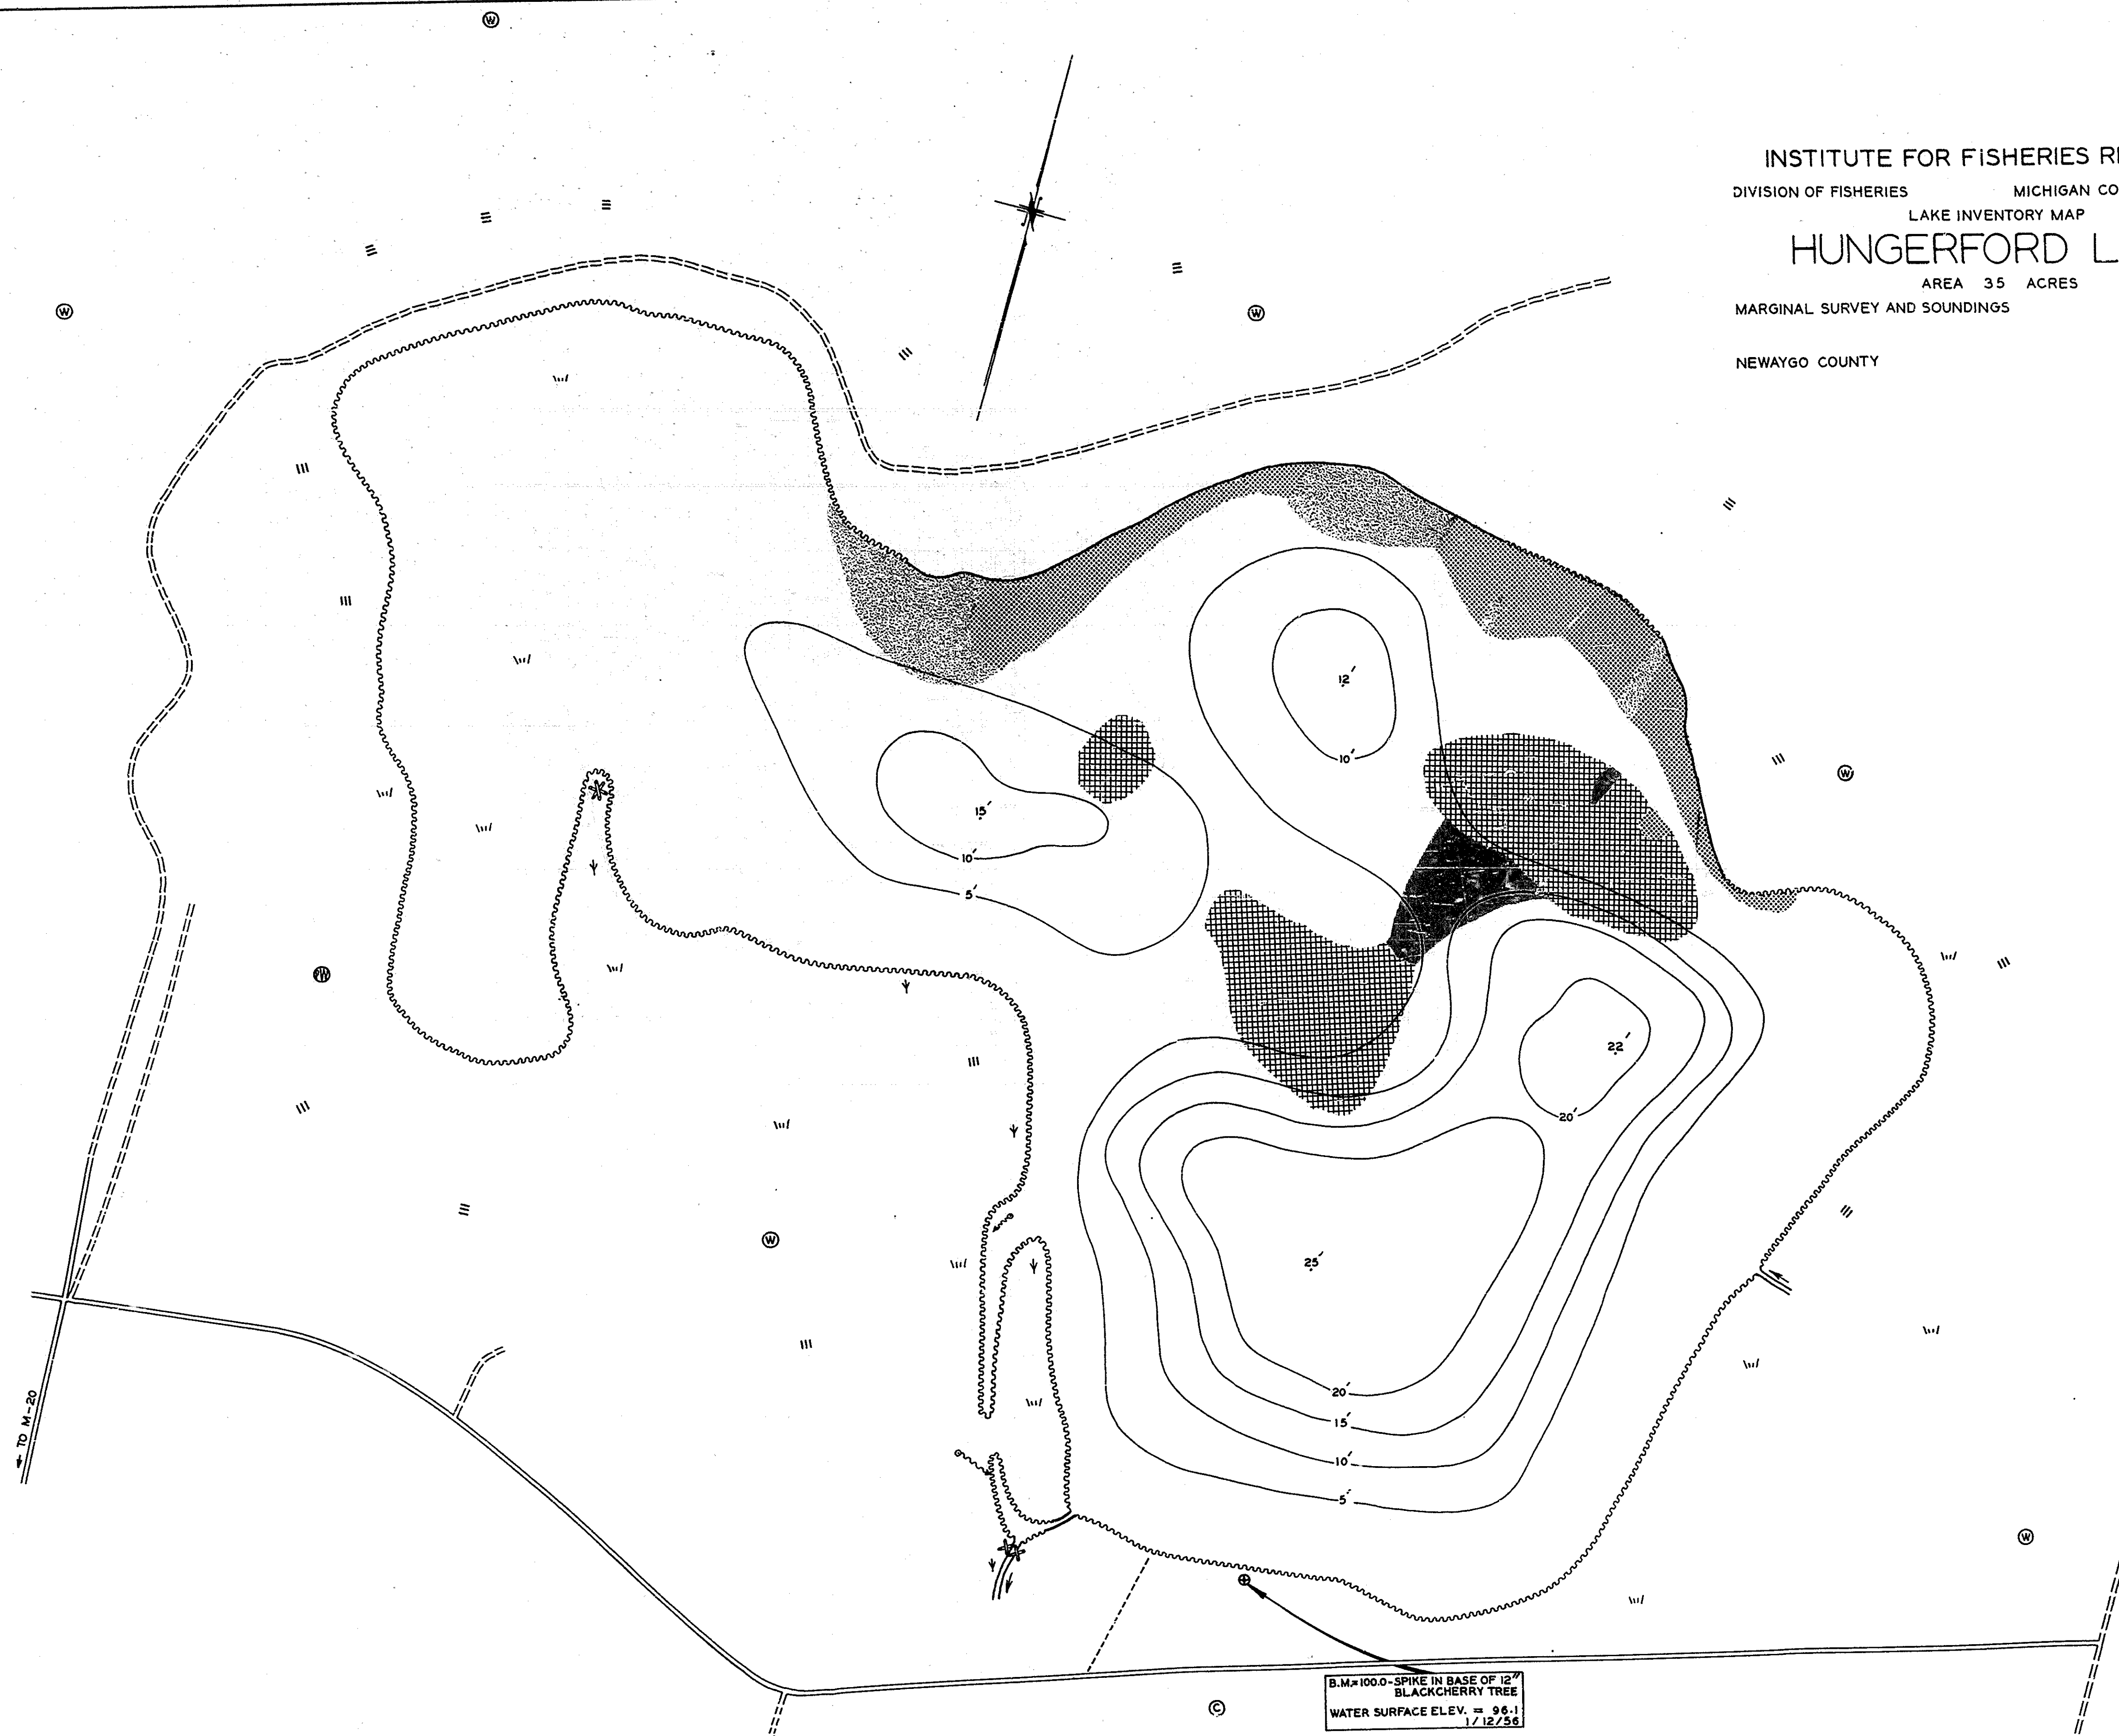 INSTITUTE FOR FISHERIES
DIVISION OF FISHERIES MICHIGAN
LAKE INVENTORY MAP
HUNGERFORD L
AREA 35 ACRES
MARGINAL SURVEY AND SOUNDINGS
NEWAYGO COUNTY
W
W
W
12′
10′
W
15′
10′
5′
W
22′
20′
W
25′
20′
15′
10′
5′
← TO M-20
W
B.M.=100.0-SPIKE IN BASE OF 12″
BLACKCHERRY TREE
WATER SURFACE ELEV. = 96.1
1/12/56
C